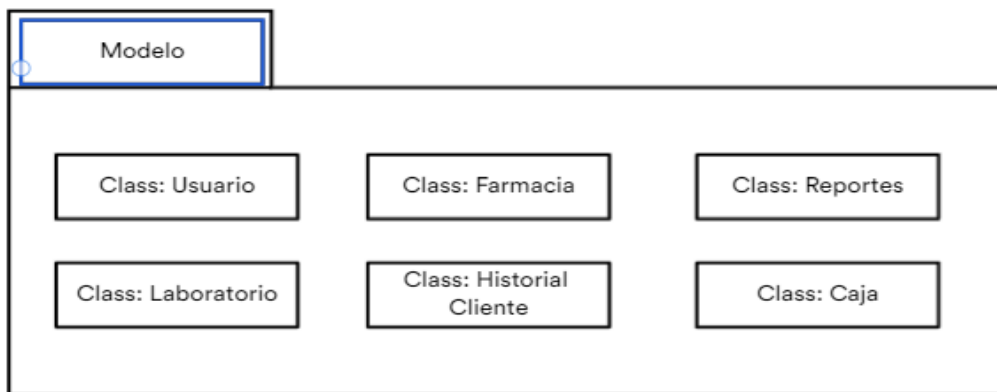 Modelo
Class: Usuario
Class: Farmacia
Class: Reportes
Class: Laboratorio
Class: Historial
Cliente
Class: Caja